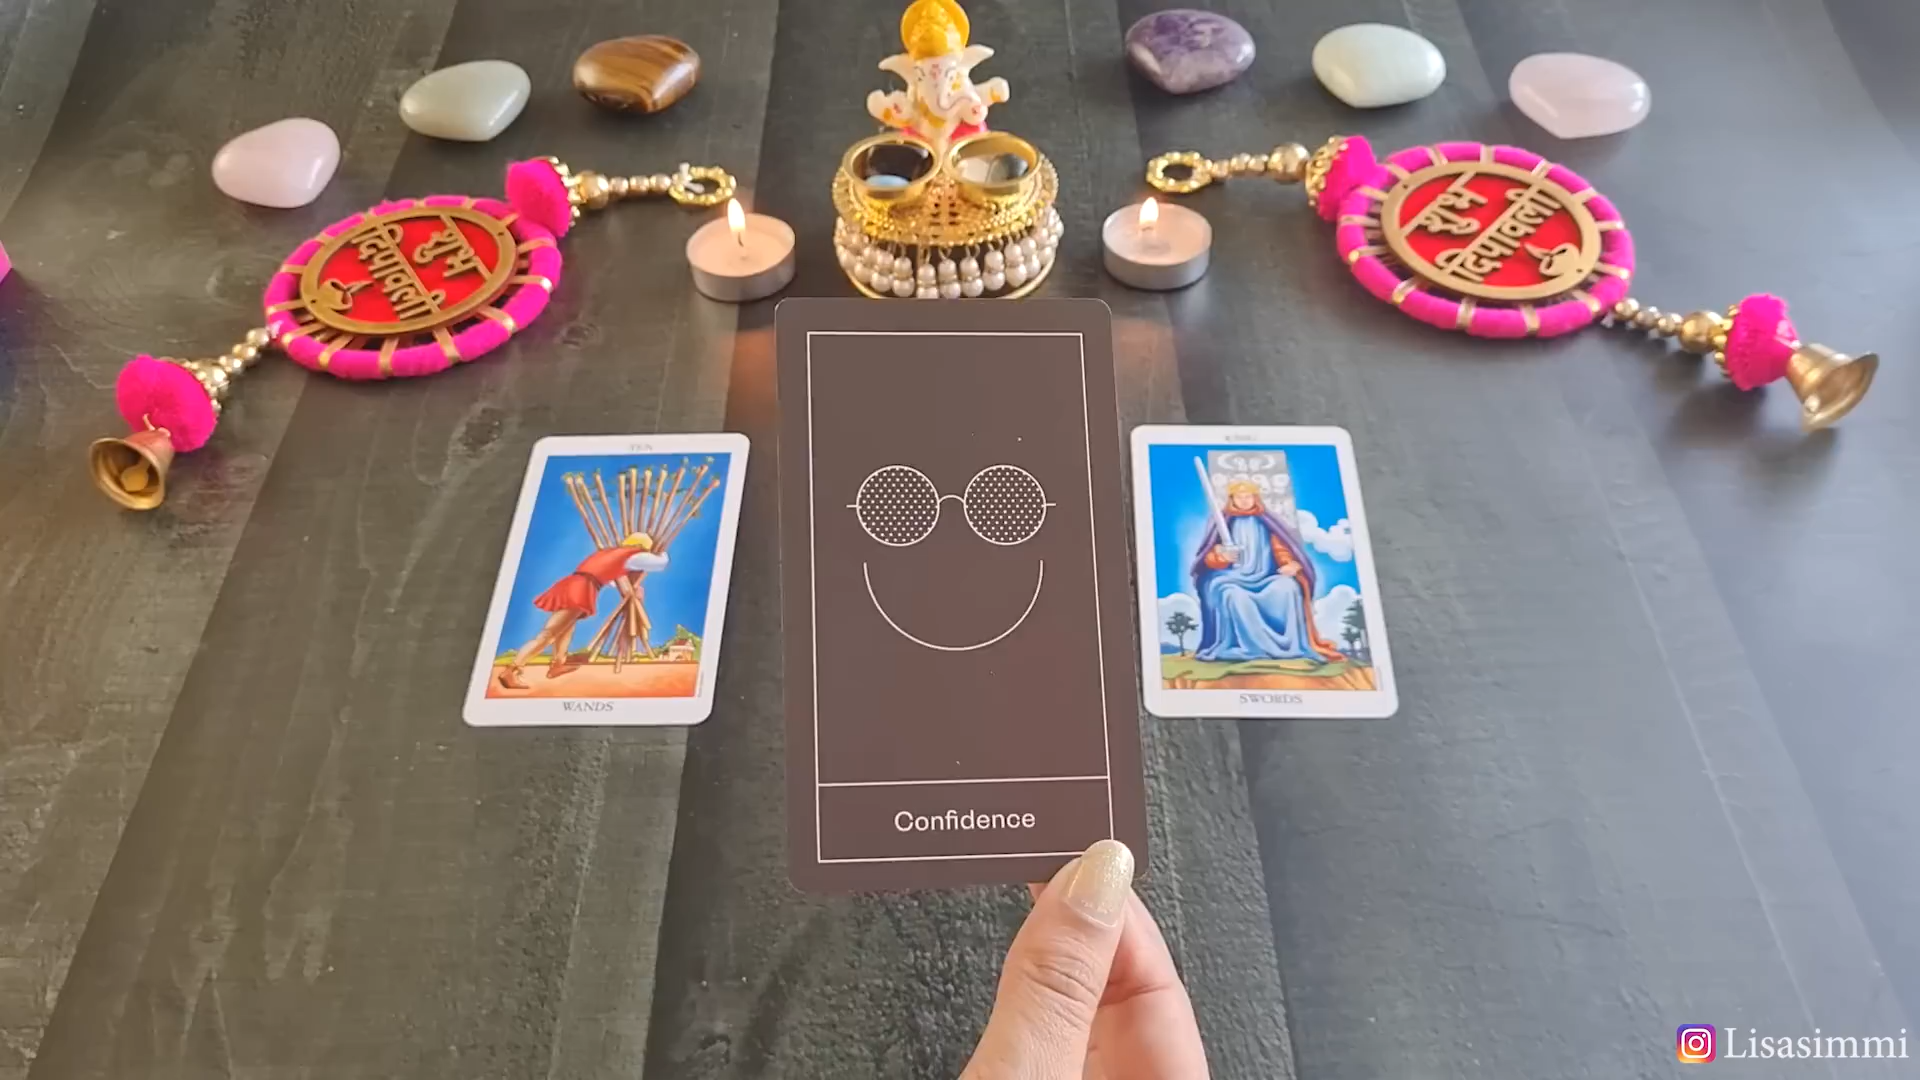 शुभ
दिपावली
शुभ
दिपावली
TEN
WANDS
KING
SWORDS
Confidence
Lisasimmi